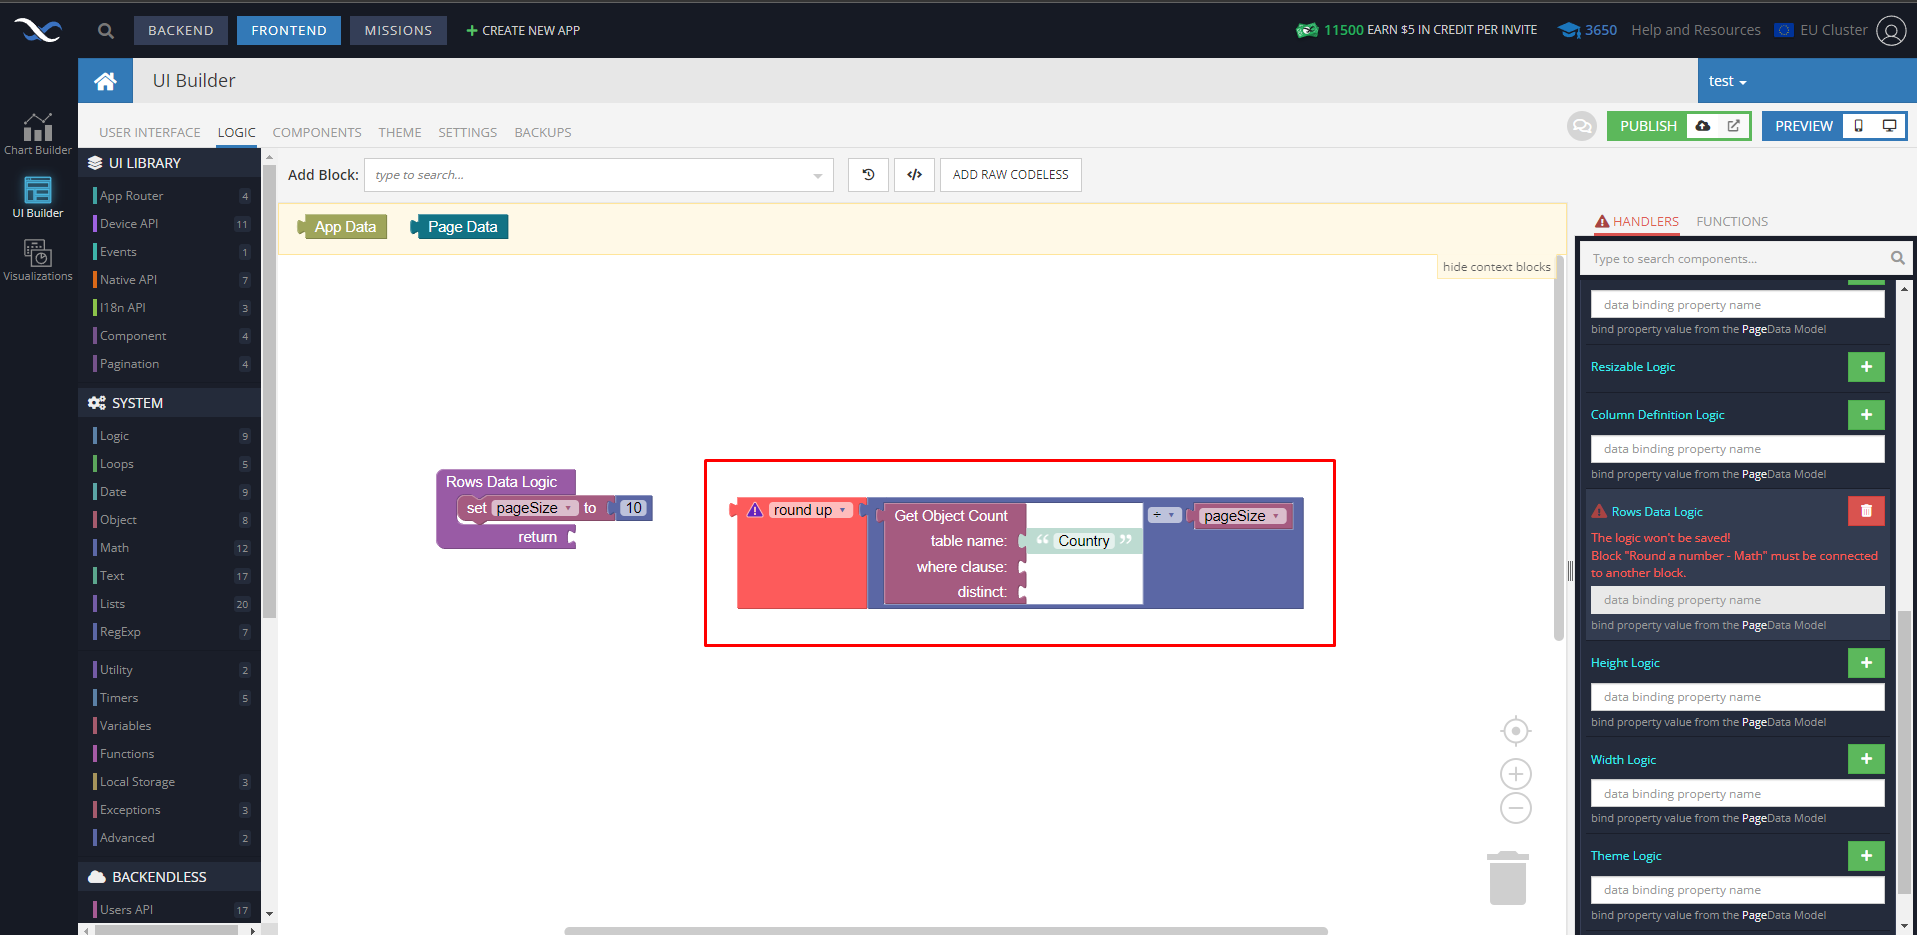 BACKEND
FRONTEND
MISSIONS
CREATE NEW APP
11500 EARN $5 IN CREDIT PER INVITE
3650
Help and Resources
EU Cluster
UI Builder
test
USER INTERFACE
LOGIC
COMPONENTS
THEME
SETTINGS
BACKUPS
PUBLISH
PREVIEW
Chart Builder
UI Builder
Visualizations
UI LIBRARY
App Router 4
Device API 11
Events 1
Native API 7
I18n API 3
Component 4
Pagination 4
SYSTEM
Logic 9
Loops 5
Date 9
Object 8
Math 12
Text 17
Lists 20
RegExp 7
Utility 2
Timers 5
Variables
Functions
Local Storage 3
Exceptions 3
Advanced 2
BACKENDLESS
Users API 17
Add Block:
type to search...
ADD RAW CODELESS
App Data
Page Data
hide context blocks
Rows Data Logic
set pageSize to 10
return
round up
Get Object Count
table name: “ Country ”
where clause:
distinct:
÷
pageSize
HANDLERS
FUNCTIONS
Type to search components...
data binding property name
bind property value from the PageData Model
Resizable Logic
Column Definition Logic
data binding property name
bind property value from the PageData Model
Rows Data Logic
The logic won't be saved!
Block "Round a number - Math" must be connected
to another block.
data binding property name
bind property value from the PageData Model
Height Logic
data binding property name
bind property value from the PageData Model
Width Logic
data binding property name
bind property value from the PageData Model
Theme Logic
data binding property name
bind property value from the PageData Model